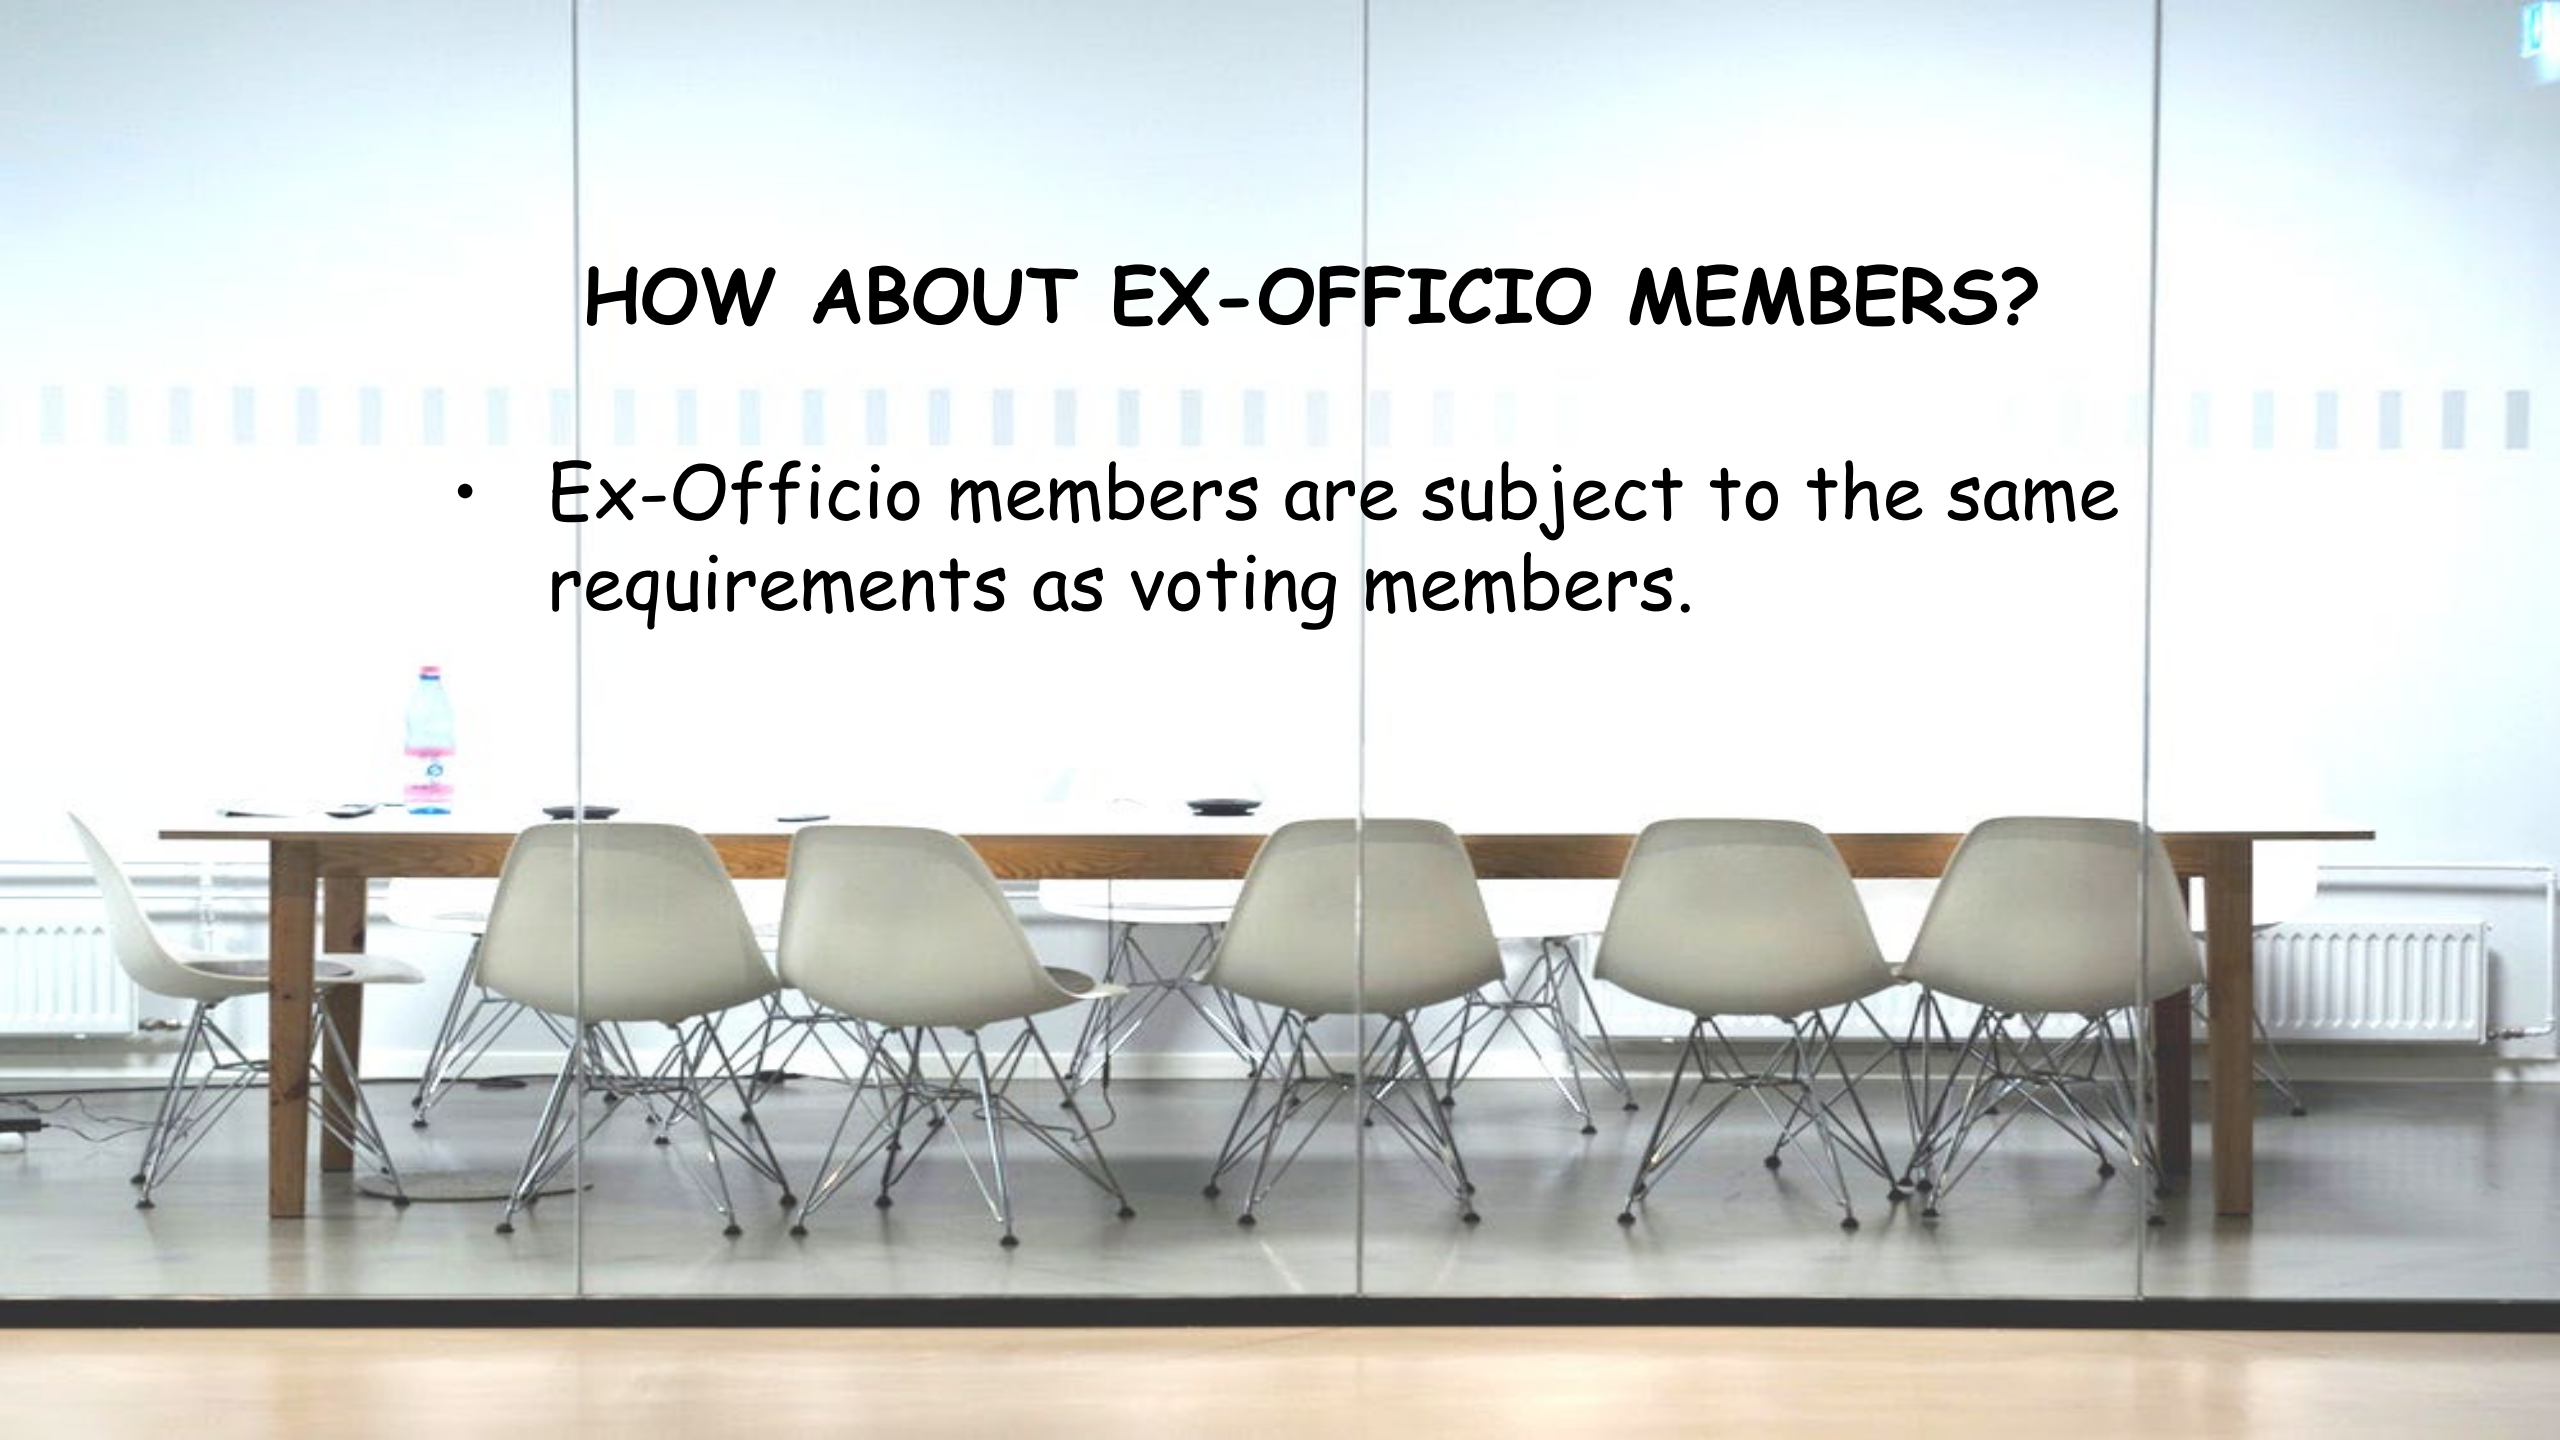 HOW ABOUT EX-OFFICIO MEMBERS?
• Ex-Officio members are subject to the same
requirements as voting members.